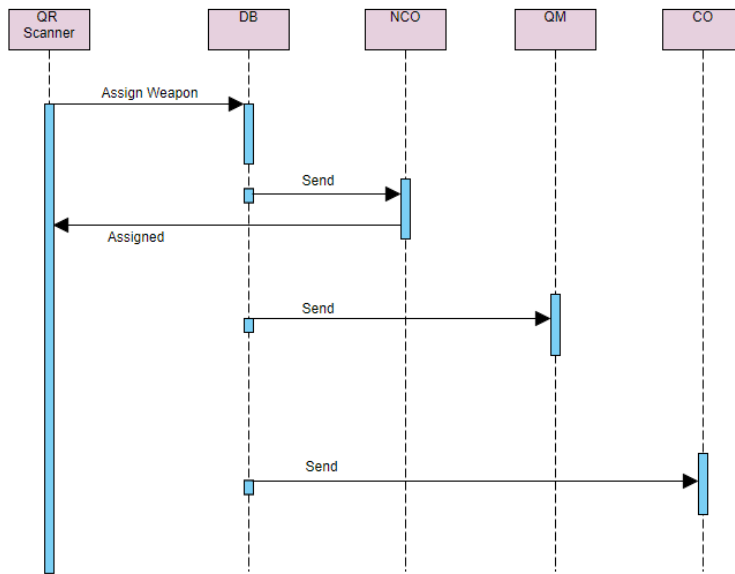 QR
Scanner
DB
NCO
QM
CO
Assign Weapon
Send
Assigned
Send
Send